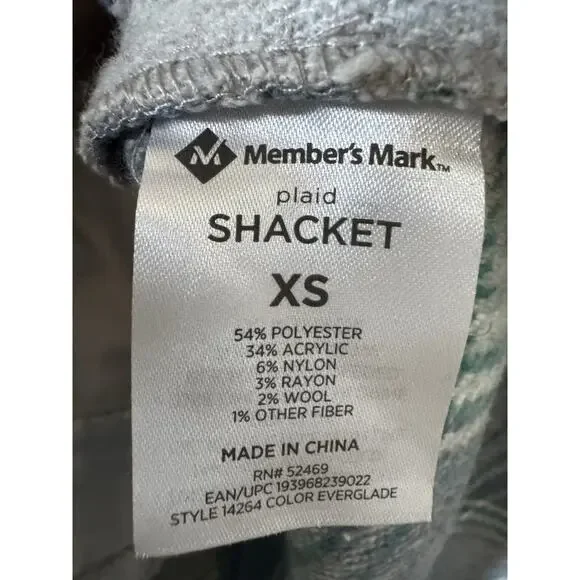 Member's Mark™
plaid
SHACKET
XS
54% POLYESTER
34% ACRYLIC
6% NYLON
3% RAYON
2% WOOL
1% OTHER FIBER
MADE IN CHINA
RN# 52469
EAN/UPC 193968239022
STYLE 14264 COLOR EVERGLADE